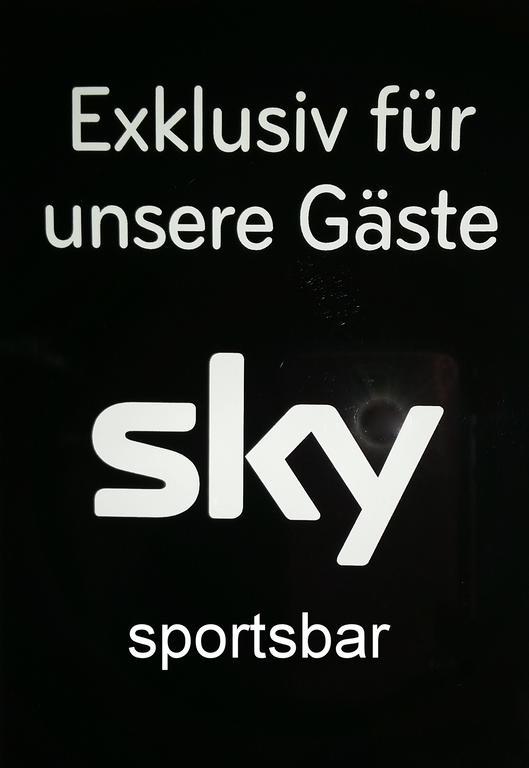 Exklusiv für
unsere Gäste
sky
sportsbar